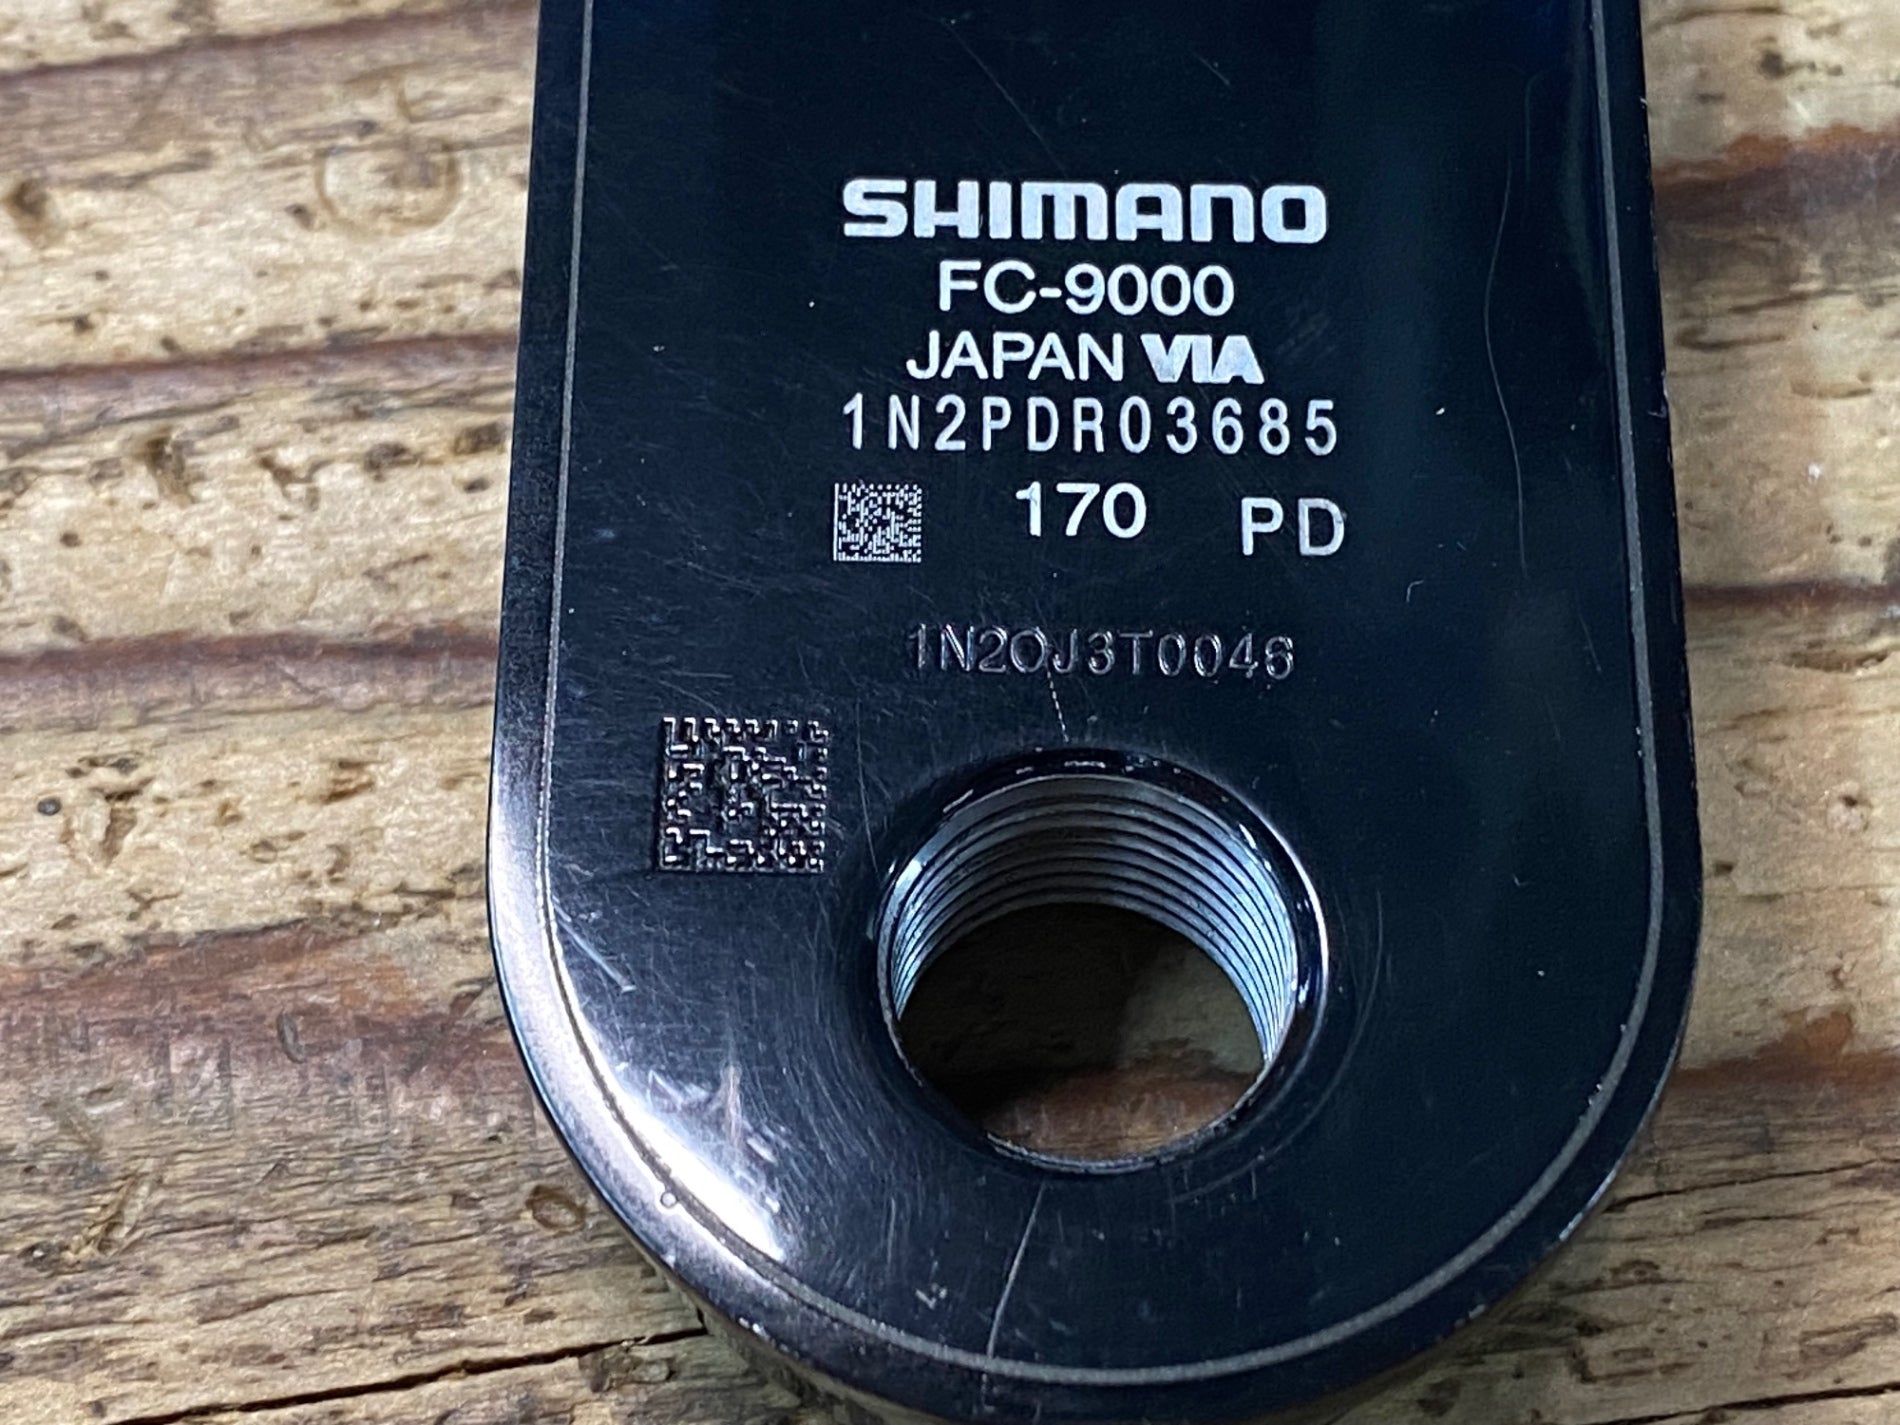 SHIMANO
FC-9000
JAPAN VIA
1N2PDR03685
170 PD
1N2OJ3T0046